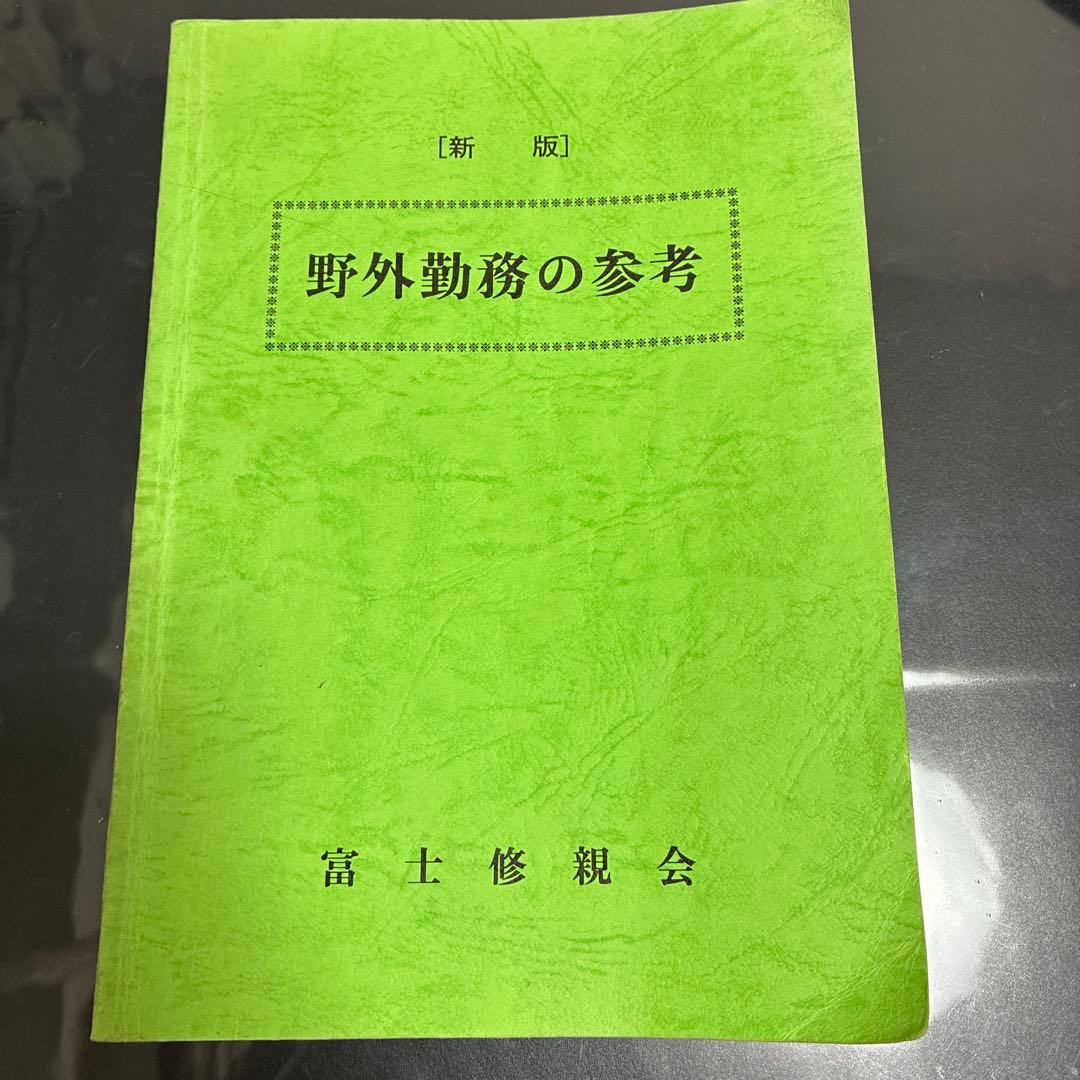 ［新　版］
野外勤務の参考
富士修親会